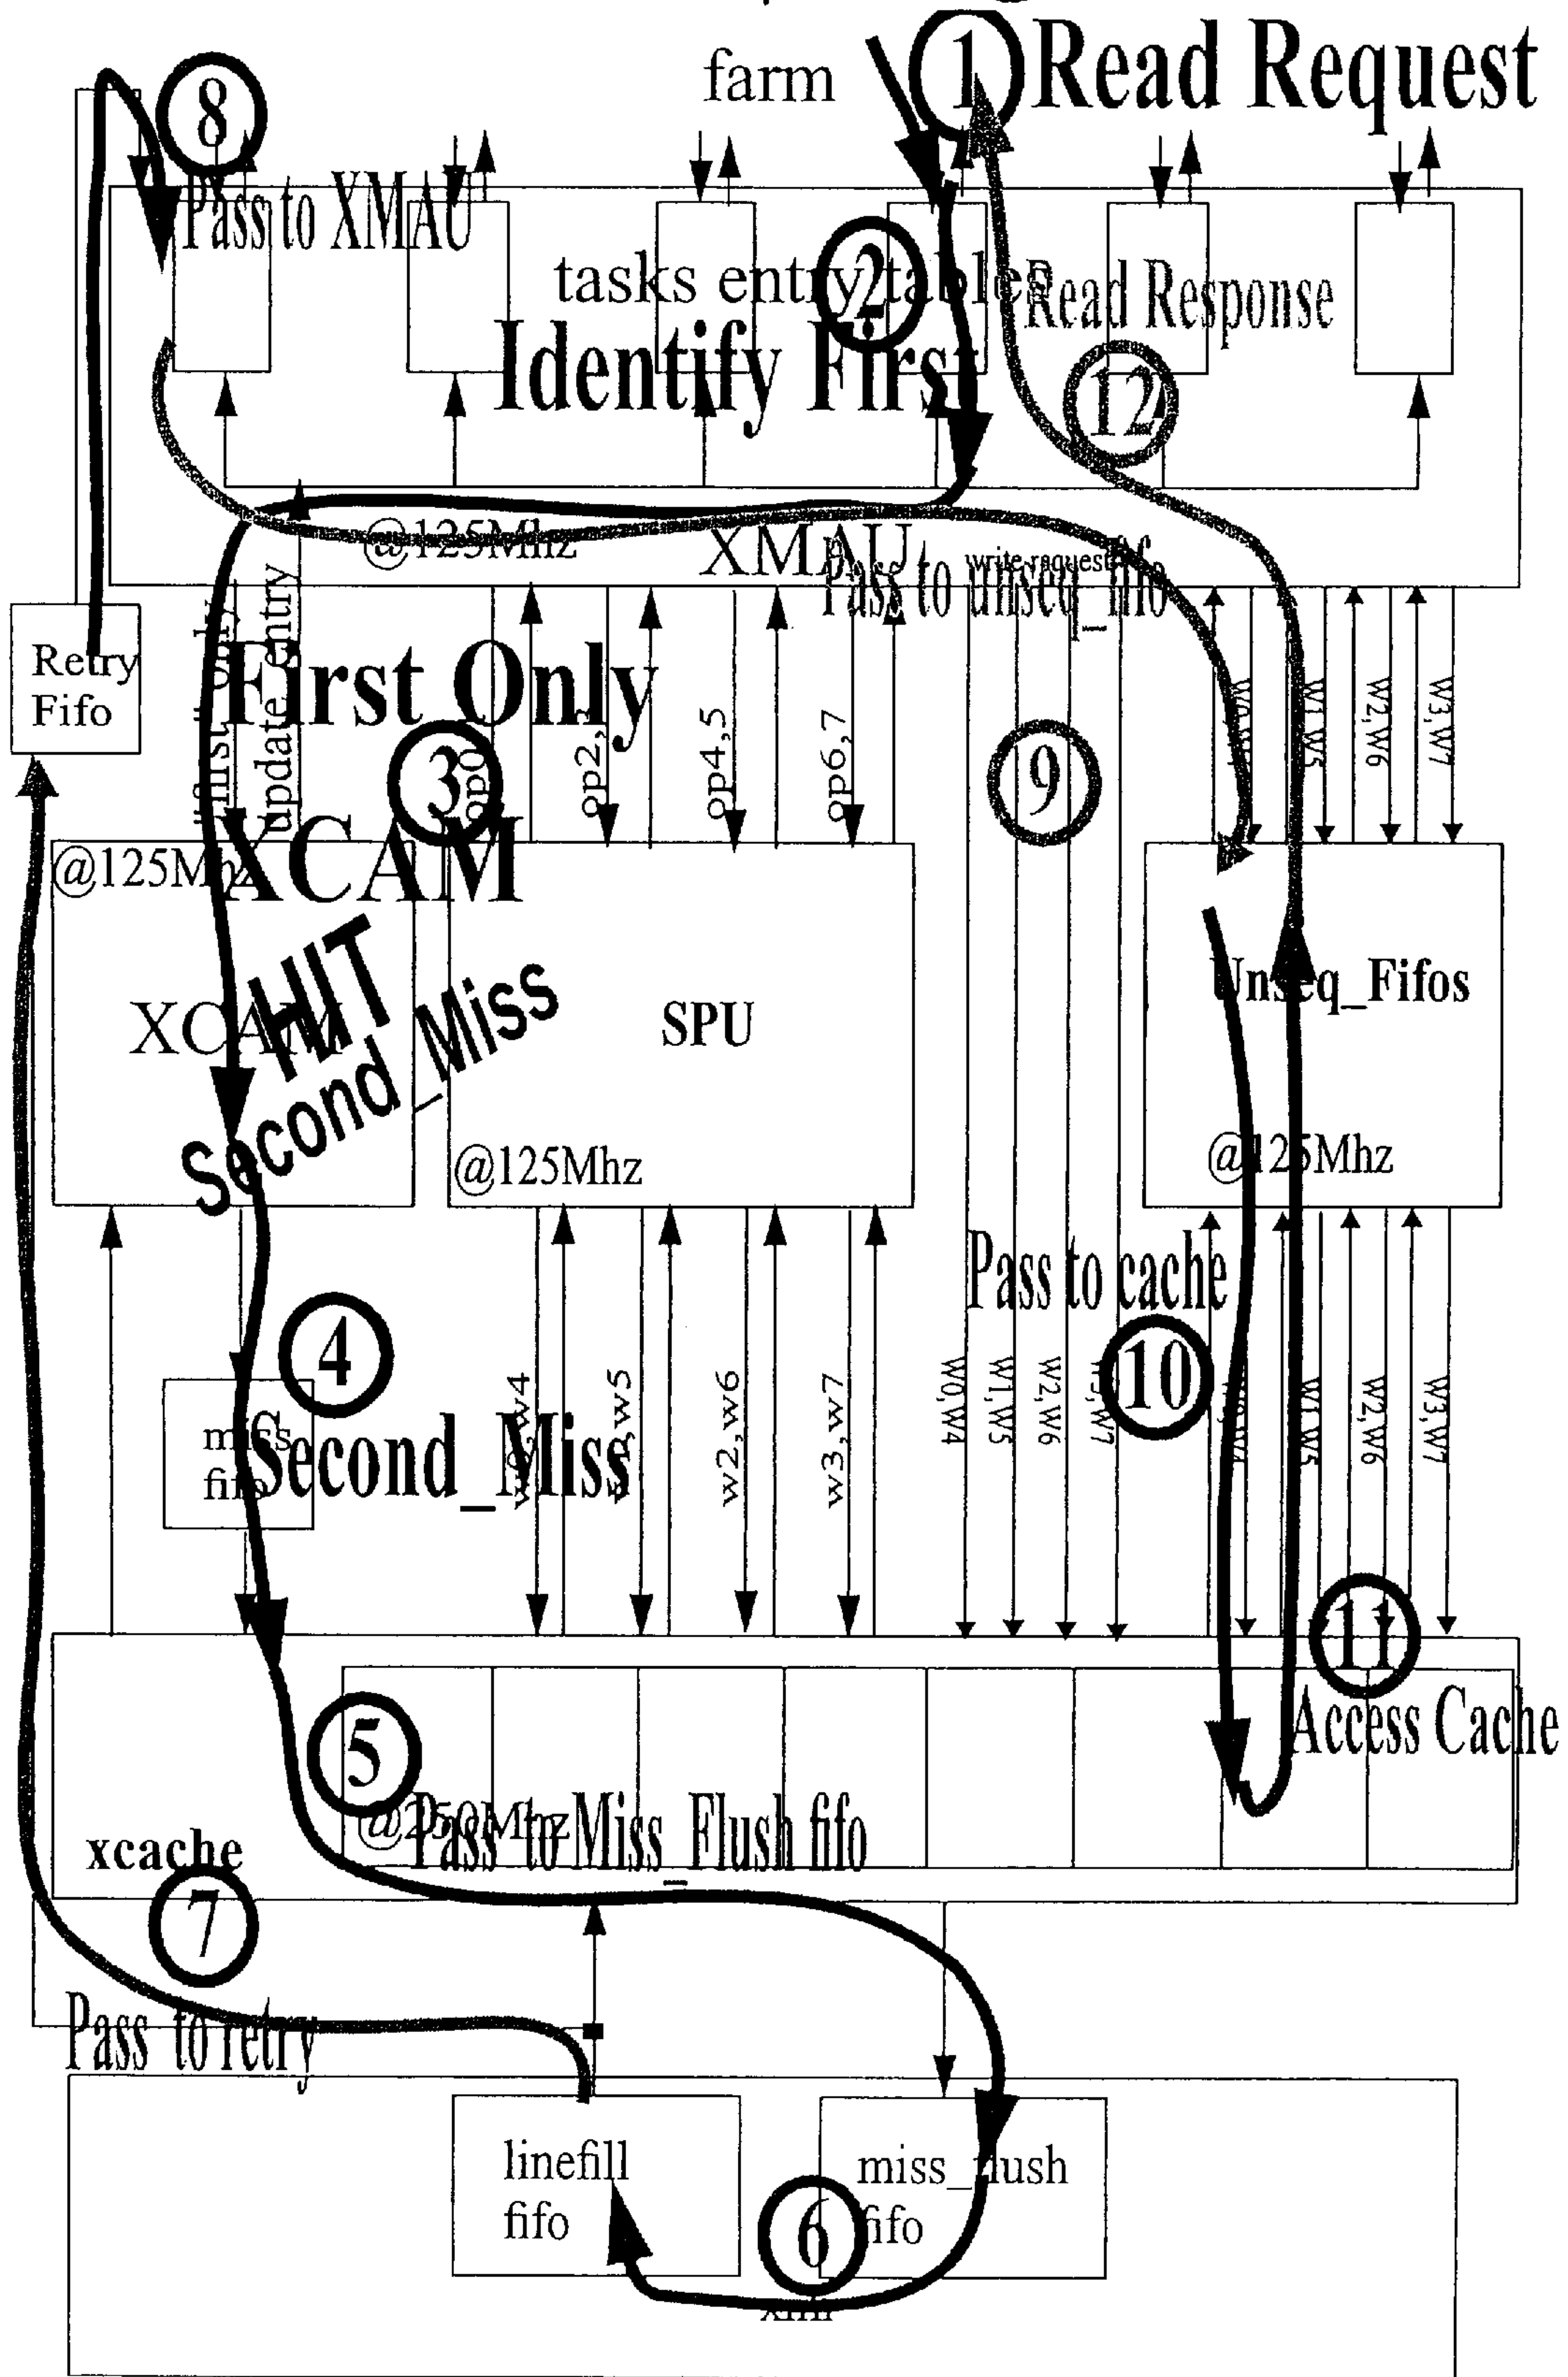 1 Read Request
farm
8
Pass to XMAU
2
tasks entry table
Read Response
Identify First
12
@125Mhz
XMAU
write request
Pass to unseq_fifo
Retry
Fifo
"first" only
update_entry
First Only
3
op2,3
op4,5
op6,7
9
W1,W5
W2,W6
W3,W7
XCAM
@125Mhz
HIT
Second_Miss
XCAM
SPU
Unseq_Fifos
@125Mhz
@125Mhz
Pass to cache
4
10
miss
fifo
Second_Miss
w2,w6
w3,w7
W0,W4
W1,W5
W2,W6
W3,W7
W0,W4
W1,W5
W2,W6
W3,W7
11
Access Cache
5
@250Mhz
Pass to Miss_Flush fifo
xcache
7
Pass to retry
linefill
fifo
miss_flush
fifo
6